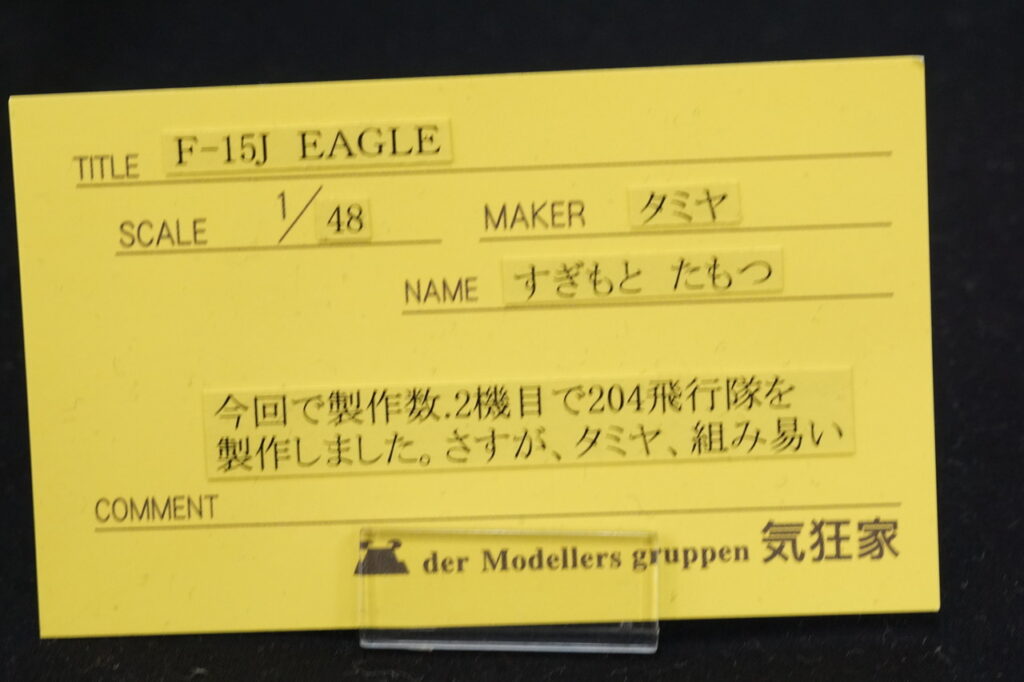 TITLE F-15J EAGLE
SCALE 1/48 MAKER タミヤ
NAME すぎもと たもつ
今回で製作数.2機目で204飛行隊を
製作しました。さすが、タミヤ、組み易い
COMMENT
der Modellers gruppen 気狂家